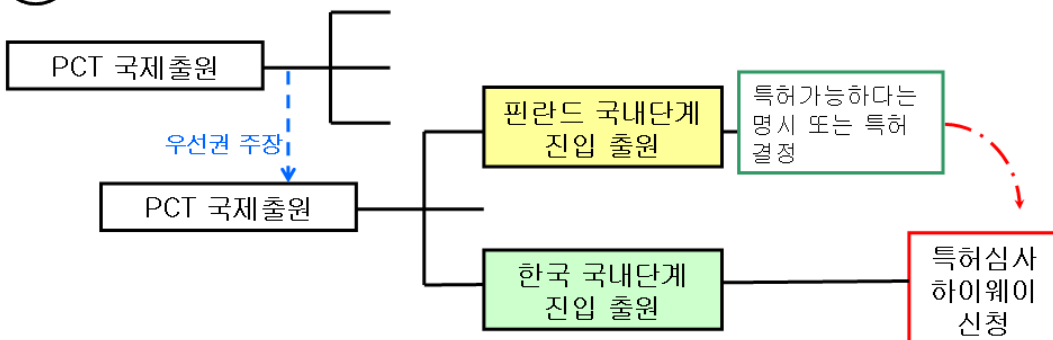 PCT 국제출원
우선권 주장
PCT 국제출원
핀란드 국내단계
진입 출원
특허가능하다는
명시 또는 특허
결정
한국 국내단계
진입 출원
특허심사
하이웨이
신청